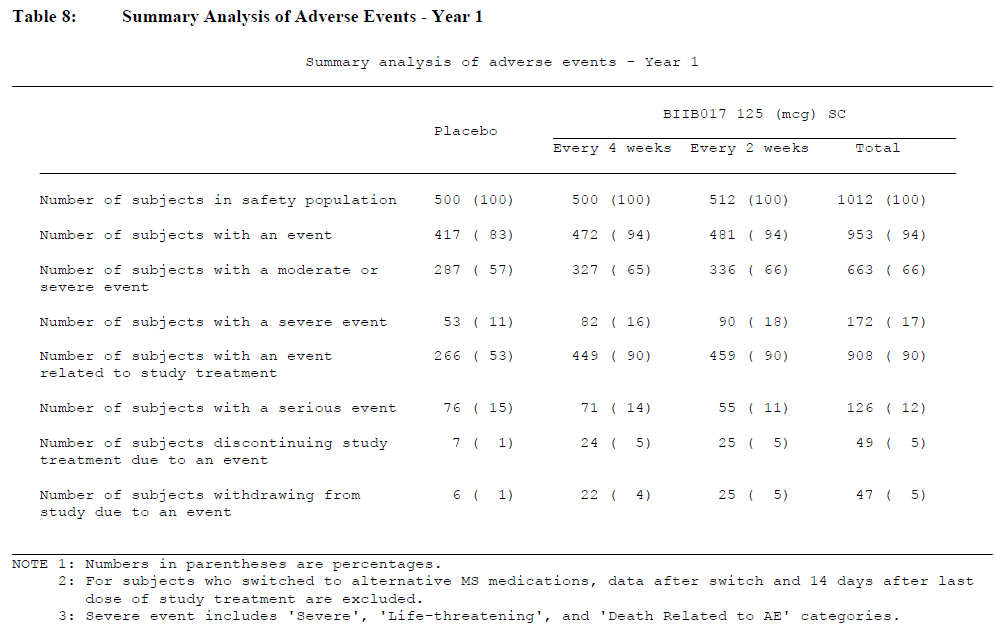 Table 8: Summary Analysis of Adverse Events - Year 1
Summary analysis of adverse events - Year 1
BIIB017 125 (mcg) SC
Placebo
Every 4 weeks Every 2 weeks Total
Number of subjects in safety population 500 (100) 500 (100) 512 (100) 1012 (100)
Number of subjects with an event 417 ( 83) 472 ( 94) 481 ( 94) 953 ( 94)
Number of subjects with a moderate or 287 ( 57) 327 ( 65) 336 ( 66) 663 ( 66)
severe event
Number of subjects with a severe event 53 ( 11) 82 ( 16) 90 ( 18) 172 ( 17)
Number of subjects with an event 266 ( 53) 449 ( 90) 459 ( 90) 908 ( 90)
related to study treatment
Number of subjects with a serious event 76 ( 15) 71 ( 14) 55 ( 11) 126 ( 12)
Number of subjects discontinuing study 7 ( 1) 24 ( 5) 25 ( 5) 49 ( 5)
treatment due to an event
Number of subjects withdrawing from 6 ( 1) 22 ( 4) 25 ( 5) 47 ( 5)
study due to an event
NOTE 1: Numbers in parentheses are percentages.
2: For subjects who switched to alternative MS medications, data after switch and 14 days after last
dose of study treatment are excluded.
3: Severe event includes 'Severe', 'Life-threatening', and 'Death Related to AE' categories.